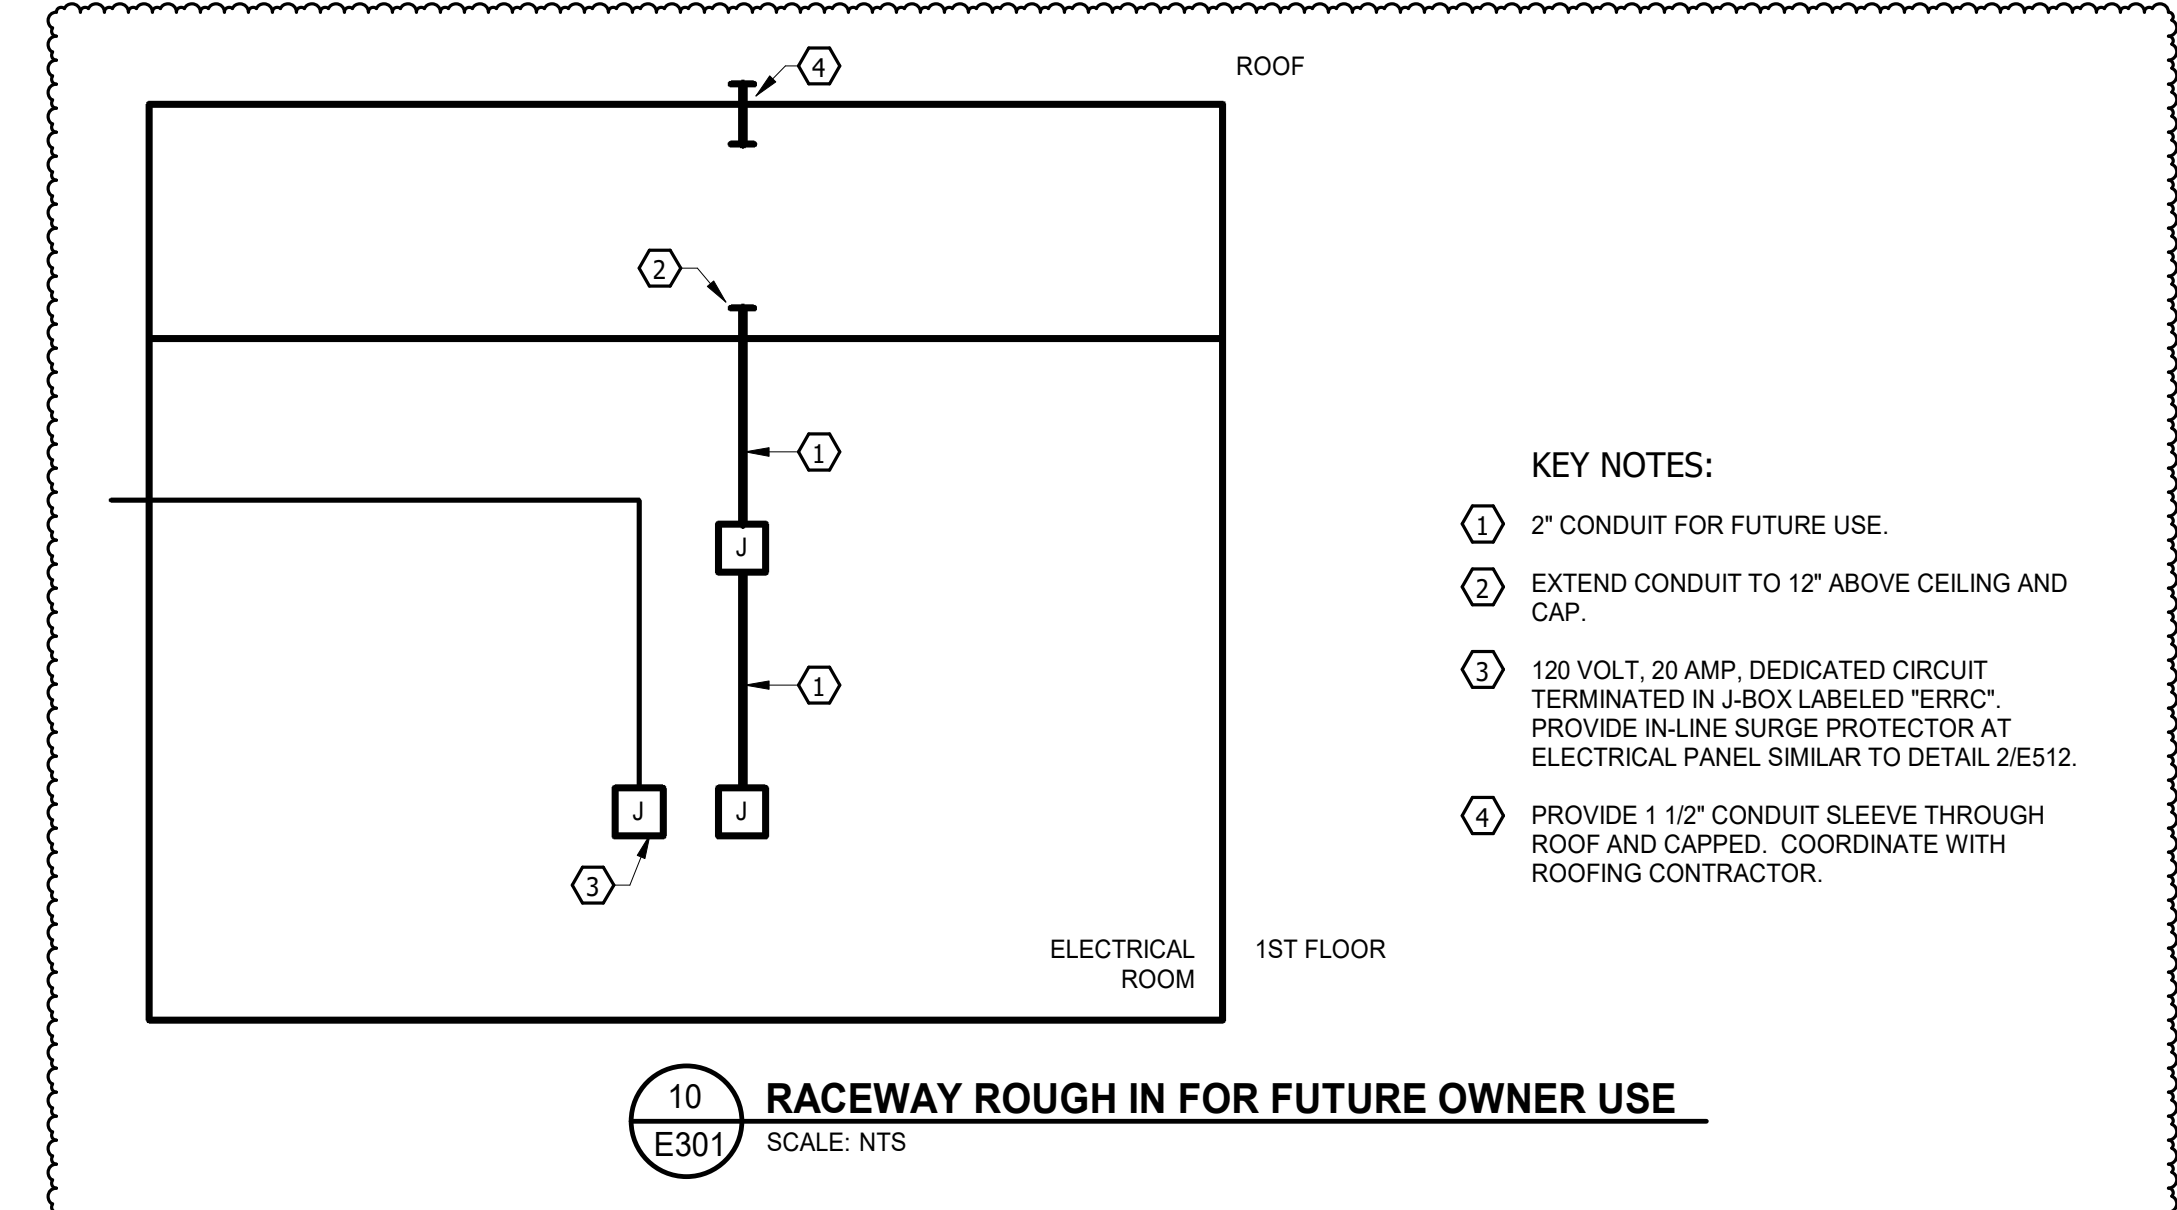 4
ROOF
2
1
J
1
J
J
3
ELECTRICAL
ROOM
1ST FLOOR
KEY NOTES:
1 2" CONDUIT FOR FUTURE USE.
2 EXTEND CONDUIT TO 12" ABOVE CEILING AND
CAP.
3 120 VOLT, 20 AMP, DEDICATED CIRCUIT
TERMINATED IN J-BOX LABELED "ERRC".
PROVIDE IN-LINE SURGE PROTECTOR AT
ELECTRICAL PANEL SIMILAR TO DETAIL 2/E512.
4 PROVIDE 1 1/2" CONDUIT SLEEVE THROUGH
ROOF AND CAPPED. COORDINATE WITH
ROOFING CONTRACTOR.
10
E301
RACEWAY ROUGH IN FOR FUTURE OWNER USE
SCALE: NTS